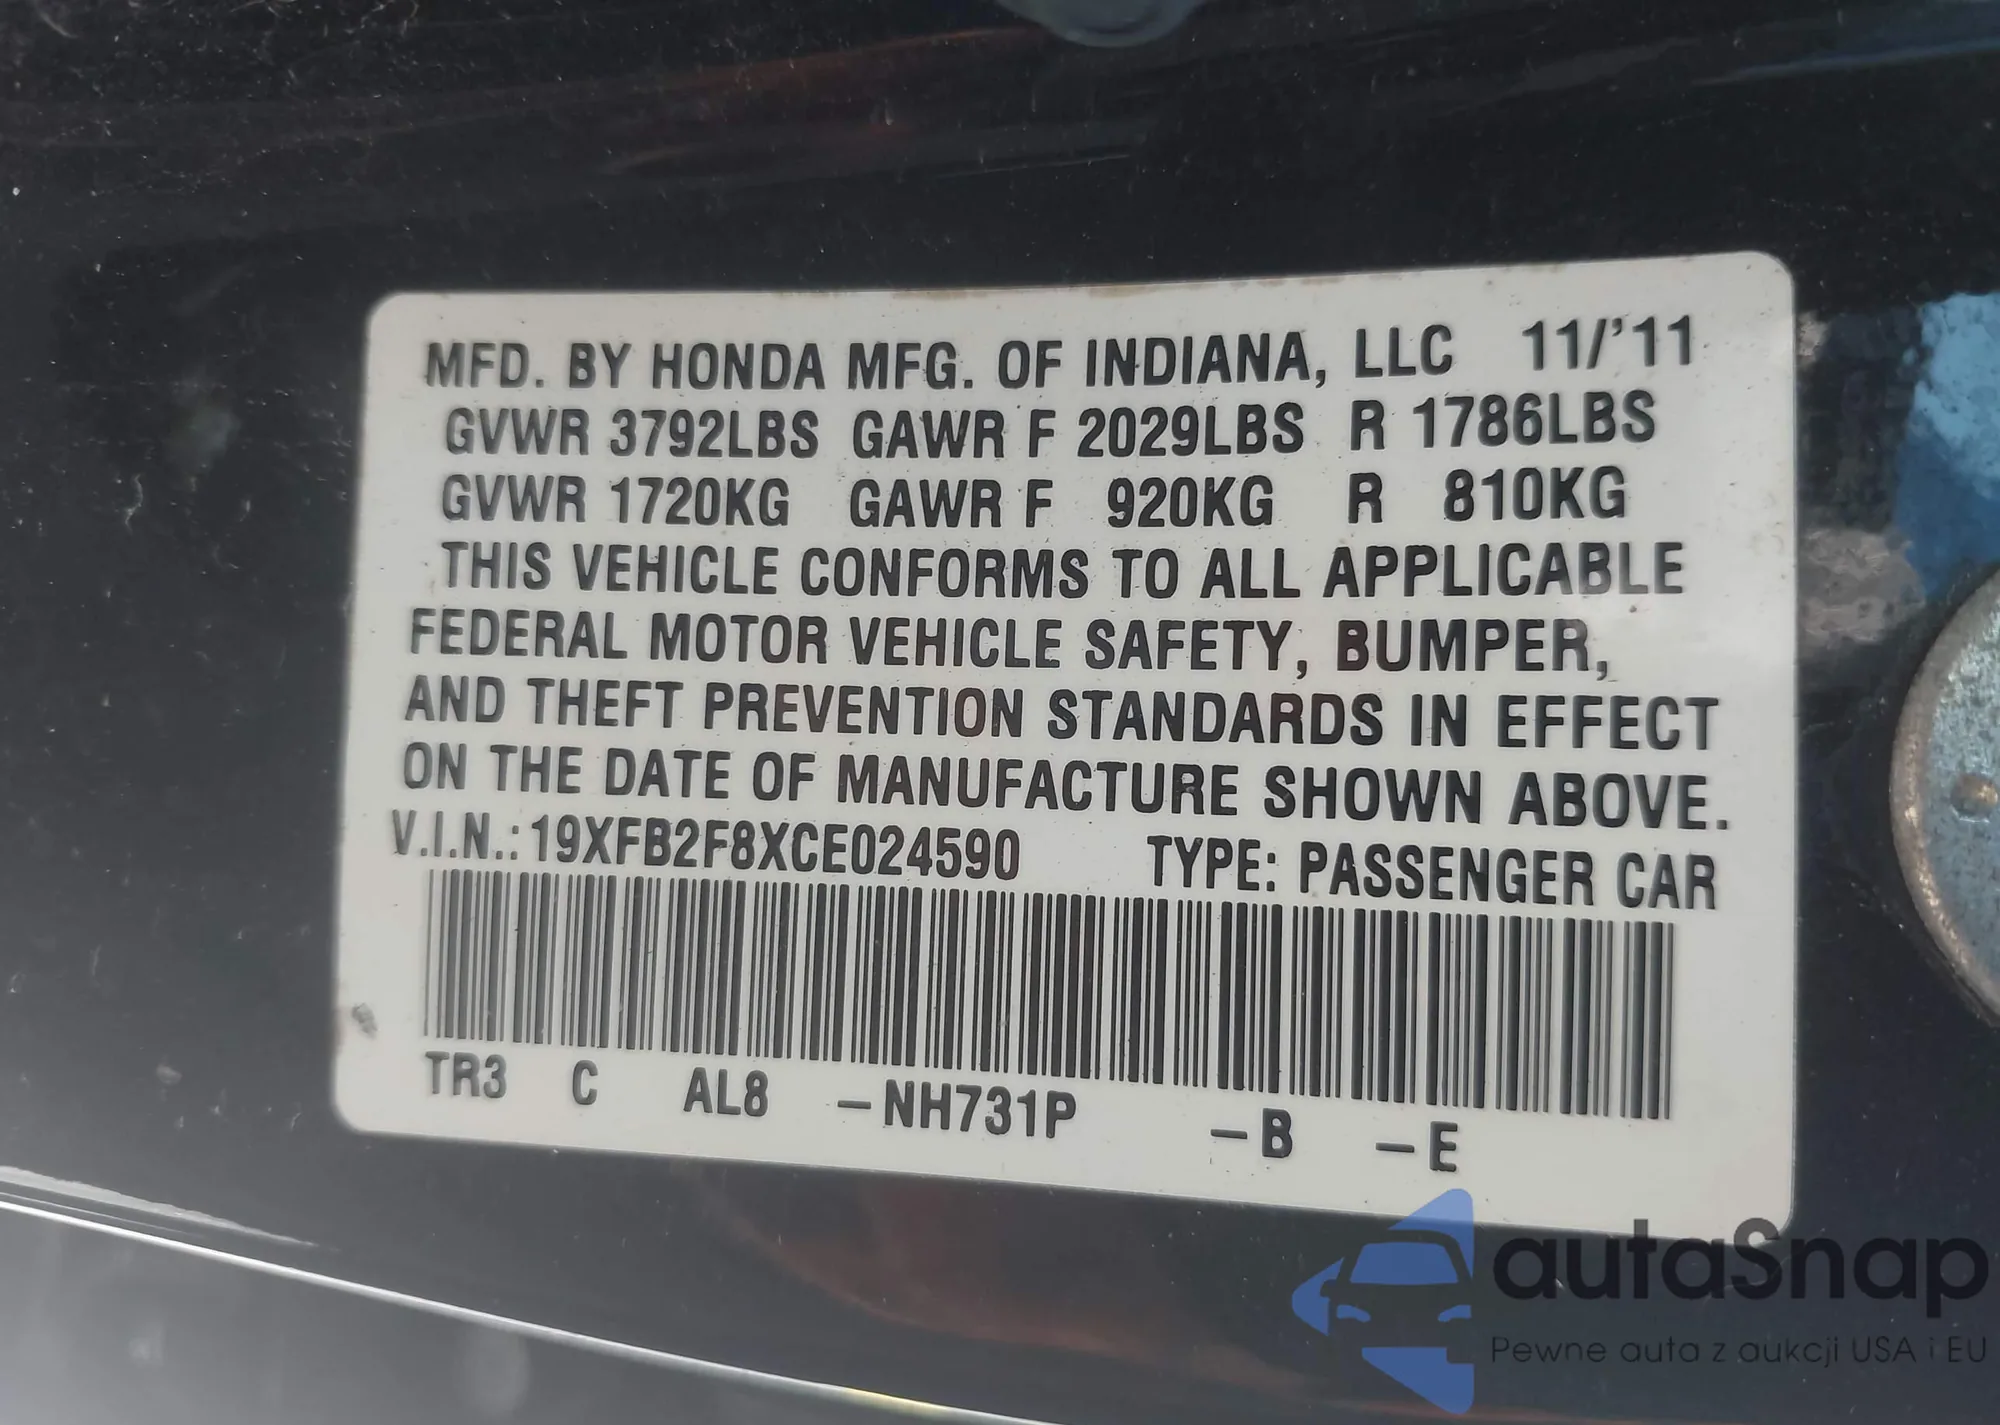 MFD. BY HONDA MFG. OF INDIANA, LLC 11/'11
GVWR 3792LBS GAWR F 2029LBS R 1786LBS
GVWR 1720KG GAWR F 920KG R 810KG
THIS VEHICLE CONFORMS TO ALL APPLICABLE
FEDERAL MOTOR VEHICLE SAFETY, BUMPER,
AND THEFT PREVENTION STANDARDS IN EFFECT
ON THE DATE OF MANUFACTURE SHOWN ABOVE.
V.I.N.: 19XFB2F8XCE024590 TYPE: PASSENGER CAR
TR3 C AL8 –NH731P –B –E
autaSnap
Pewne auta z aukcji USA i EU